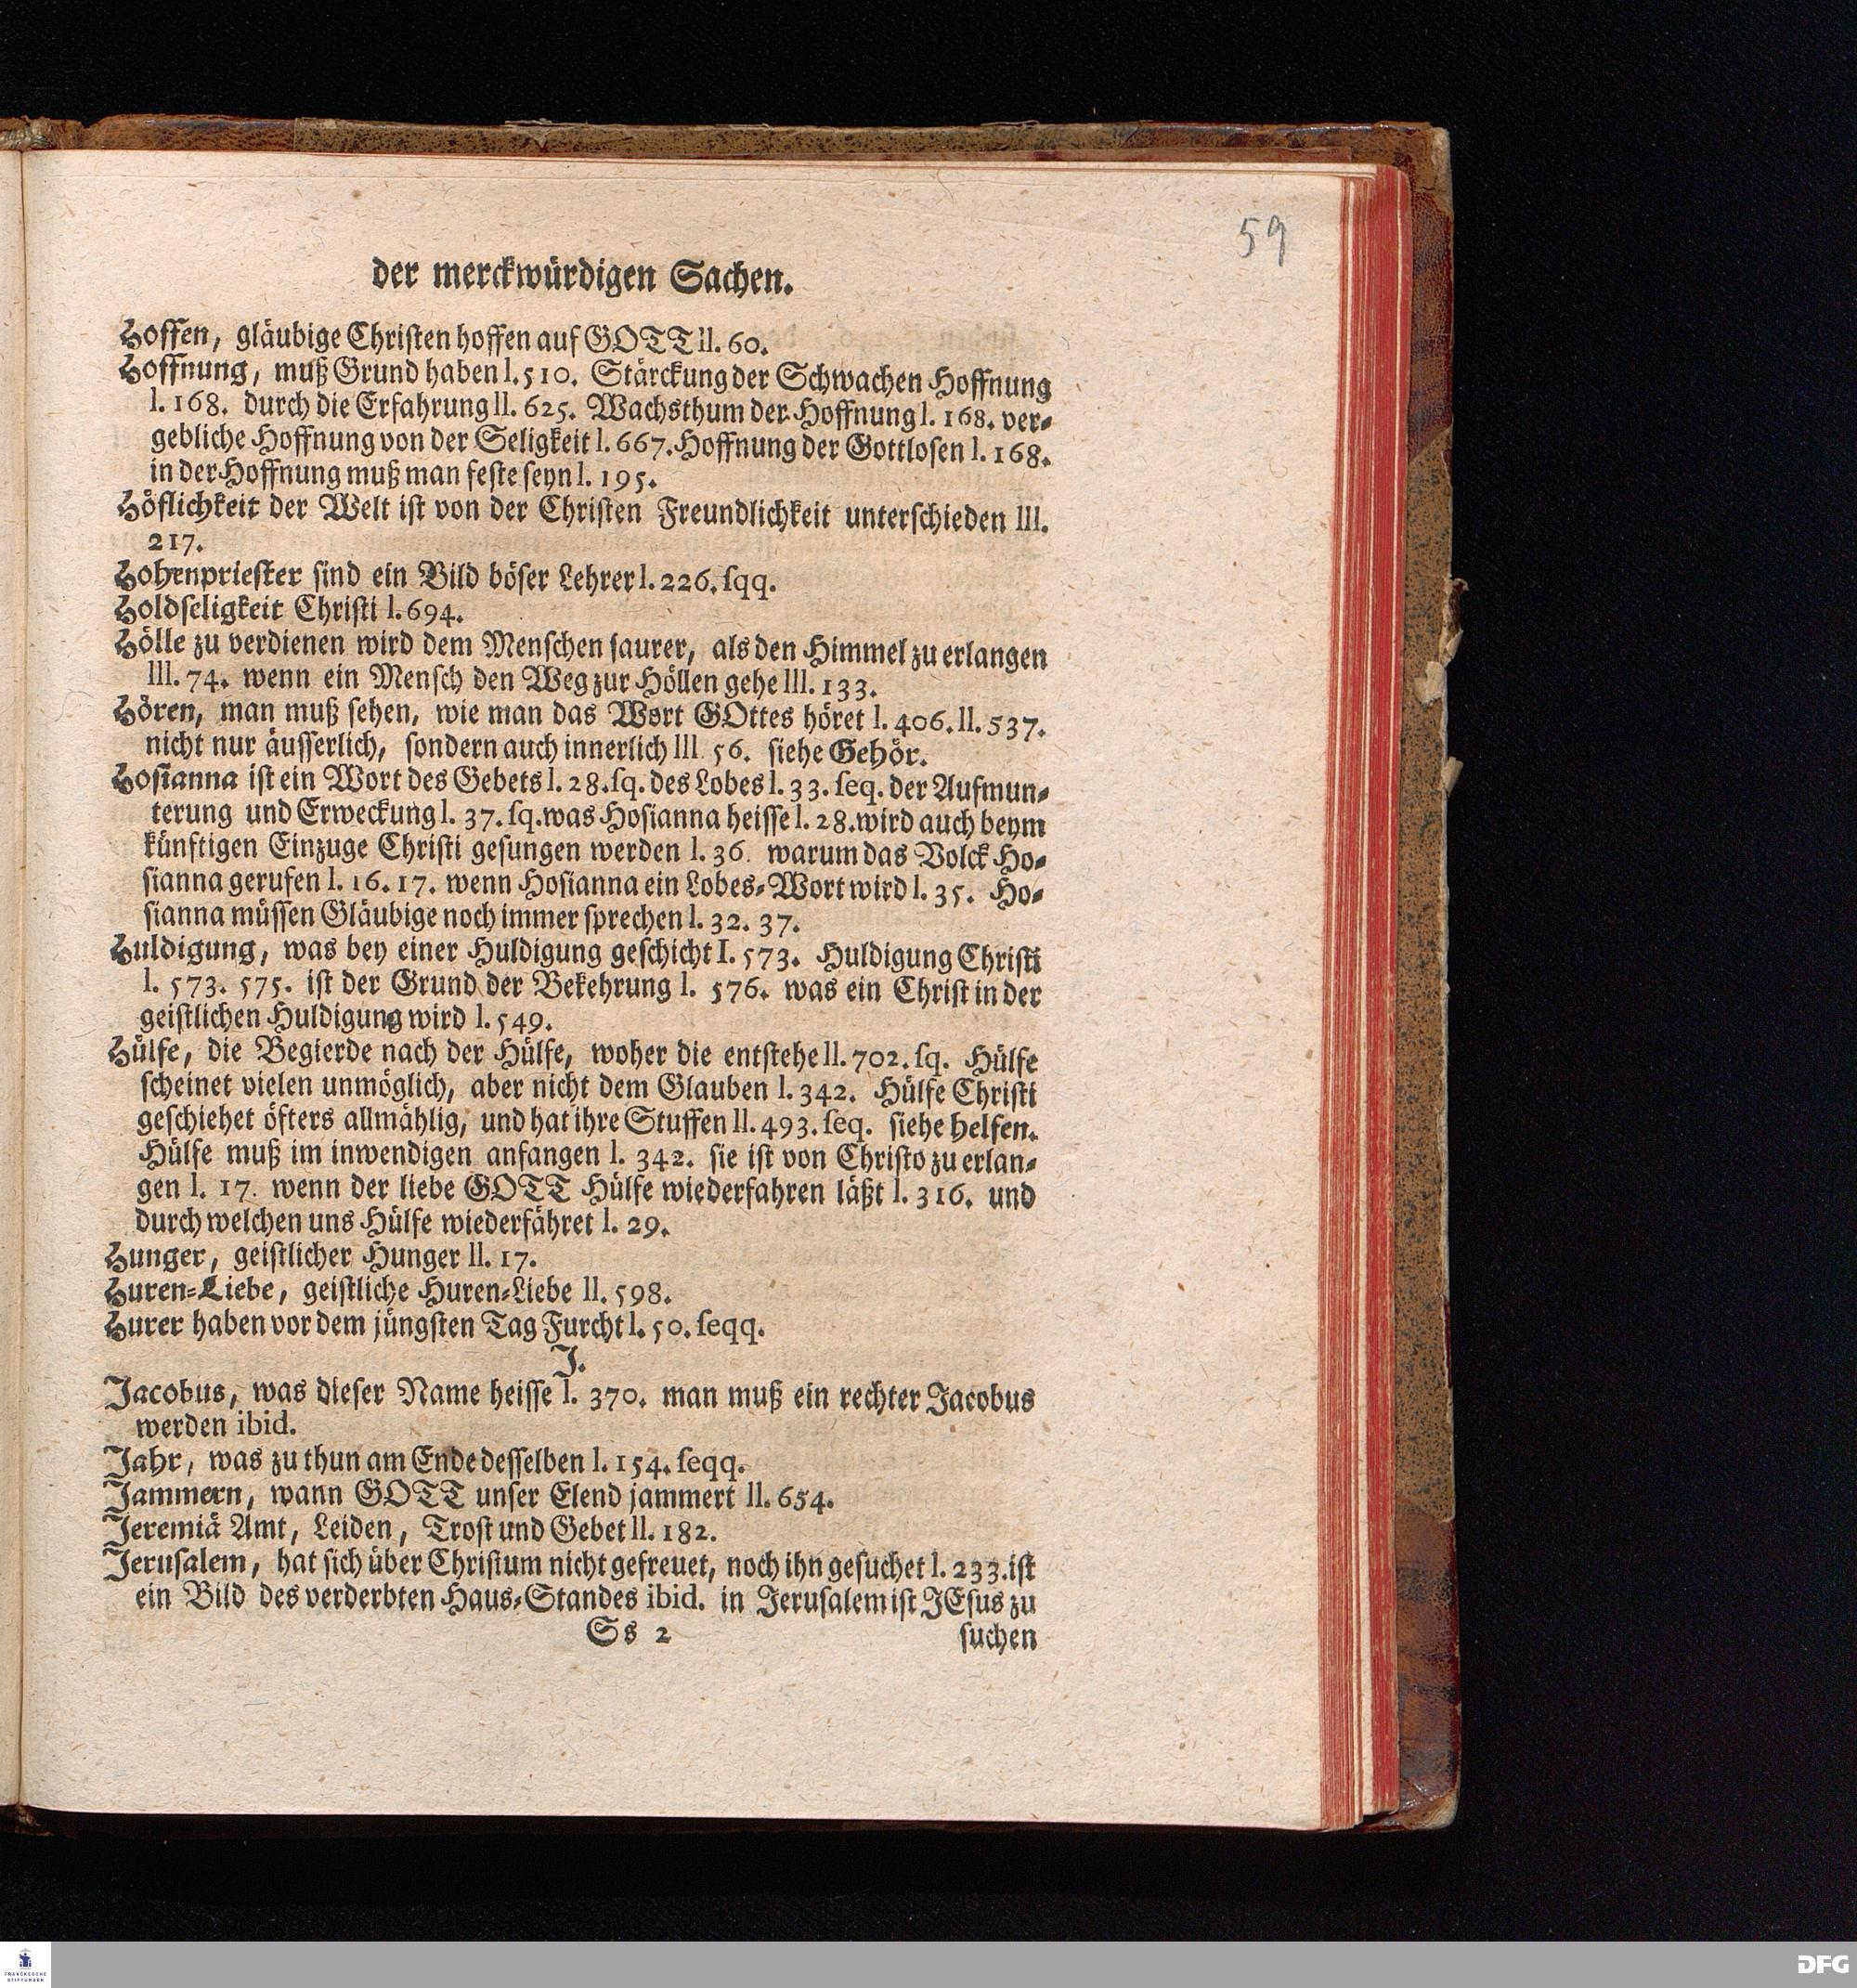 59
der merckwürdigen Sachen.
Hoffen, gläubige Christen hoffen auf GOTT ll. 60.
Hoffnung, muß Grund haben l. 510. Stärckung der Schwachen Hoffnung
l. 168. durch die Erfahrung ll. 625. Wachsthum der Hoffnung l. 168. ver-
gebliche Hoffnung von der Seligkeit l. 667. Hoffnung der Gottlosen l. 168.
in der Hoffnung muß man feste seyn l. 195.
Höflichkeit der Welt ist von der Christen Freundlichkeit unterschieden lll.
217.
Hohenpriester sind ein Bild böser Lehrer l. 226. sqq.
Holdseligkeit Christi l. 694.
Hölle zu verdienen wird dem Menschen saurer, als den Himmel zu erlangen
lll. 74. wenn ein Mensch den Weg zur Höllen gehe lll. 133.
Hören, man muß sehen, wie man das Wort GOttes höret l. 406. ll. 537.
nicht nur äusserlich, sondern auch innerlich lll. 56. siehe Gehör.
Hosianna ist ein Wort des Gebets l. 28. sq. des Lobes l. 33. seq. der Aufmun-
terung und Erweckung l. 37. sq. was Hosianna heisse l. 28. wird auch beym
künftigen Einzuge Christi gesungen werden l. 36. warum das Volck Ho-
sianna gerufen l. 16. 17. wenn Hosianna ein Lobes-Wort wird l. 35. Ho-
sianna müssen Gläubige noch immer sprechen l. 32. 37.
Huldigung, was bey einer Huldigung geschicht I. 573. Huldigung Christi
l. 573. 575. ist der Grund der Bekehrung l. 576. was ein Christ in der
geistlichen Huldigung wird l. 549.
Hülfe, die Begierde nach der Hülfe, woher die entstehe ll. 702. sq. Hülfe
scheinet vielen unmöglich, aber nicht dem Glauben l. 342. Hülfe Christi
geschiehet öfters allmählig, und hat ihre Stuffen ll. 493. seq. siehe helfen.
Hülfe muß im inwendigen anfangen l. 342. sie ist von Christo zu erlan-
gen l. 17. wenn der liebe GOTT Hülfe wiederfahren läßt l. 316. und
durch welchen uns Hülfe wiederfähret l. 29.
Hunger, geistlicher Hunger ll. 17.
Huren-Liebe, geistliche Huren-Liebe ll. 598.
Hurer haben vor dem jüngsten Tag Furcht l. 50. seqq.
J.
Jacobus, was dieser Name heisse l. 370. man muß ein rechter Jacobus
werden ibid.
Jahr, was zu thun am Ende desselben l. 154. seqq.
Jammern, wann GOTT unser Elend jammert ll. 654.
Jeremiä Amt, Leiden, Trost und Gebet ll. 182.
Jerusalem, hat sich über Christum nicht gefreuet, noch ihn gesuchet l. 233. ist
ein Bild des verderbten Haus-Standes ibid. in Jerusalem ist JEsus zu
Ss 2 suchen
FRANCKESCHE
STIFTUNGEN
DFG